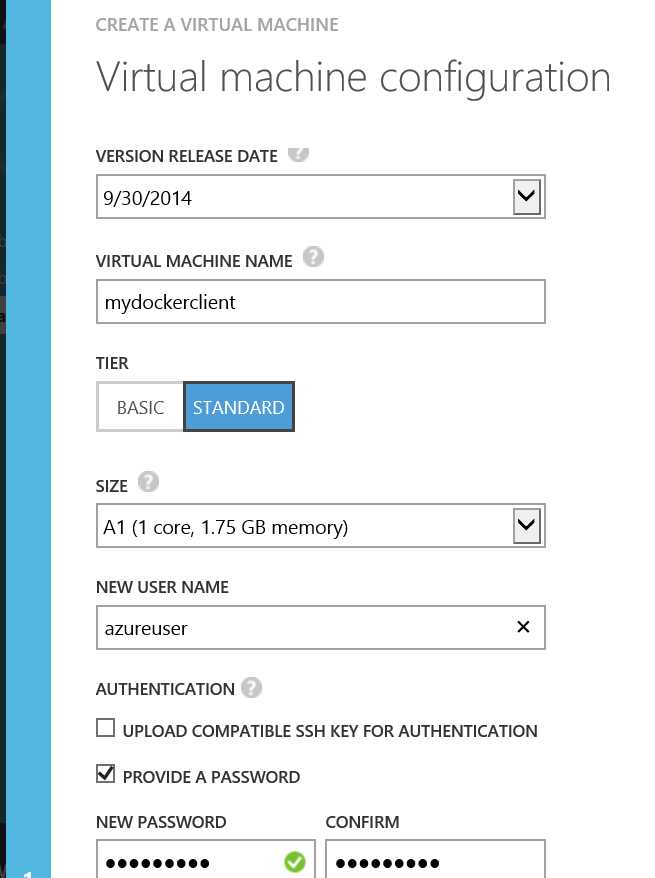 CREATE A VIRTUAL MACHINE
Virtual machine configuration
VERSION RELEASE DATE ?
9/30/2014
VIRTUAL MACHINE NAME ?
mydockerclient
TIER
BASIC STANDARD
SIZE ?
A1 (1 core, 1.75 GB memory)
NEW USER NAME
azureuser
AUTHENTICATION ?
UPLOAD COMPATIBLE SSH KEY FOR AUTHENTICATION
PROVIDE A PASSWORD
NEW PASSWORD CONFIRM
●●●●●●●●● ●●●●●●●●●
1